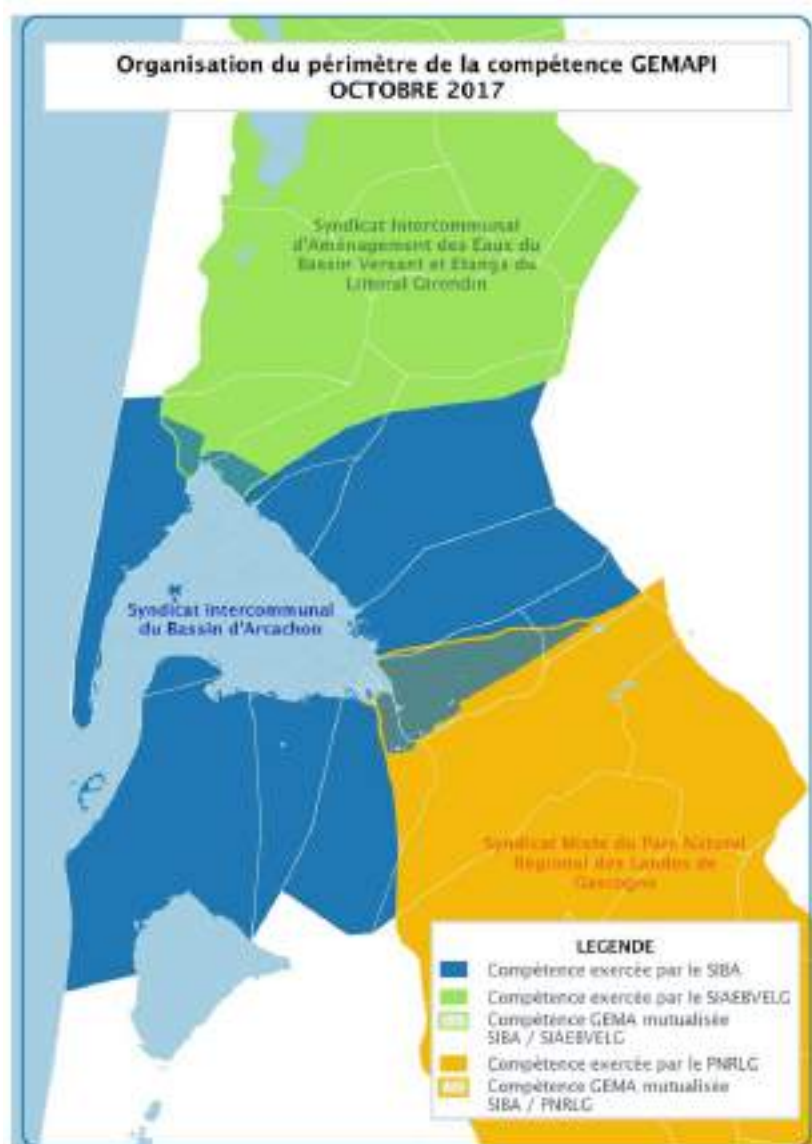 Organisation du périmètre de la compétence GEMAPI
OCTOBRE 2017
Syndicat Intercommunal
d'Aménagement des Eaux du
Bassin Versant et Etangs du
Littoral Girondin
Syndicat intercommunal
du Bassin d'Arcachon
Syndicat Mixte du Parc Naturel
Régional des Landes de
Gascogne
LEGENDE
Compétence exercée par le SIBA
Compétence exercée par le SIAEBVELG
Compétence GEMA mutualisée
SIBA / SIAEBVELG
Compétence exercée par le PNRLG
Compétence GEMA mutualisée
SIBA / PNRLG